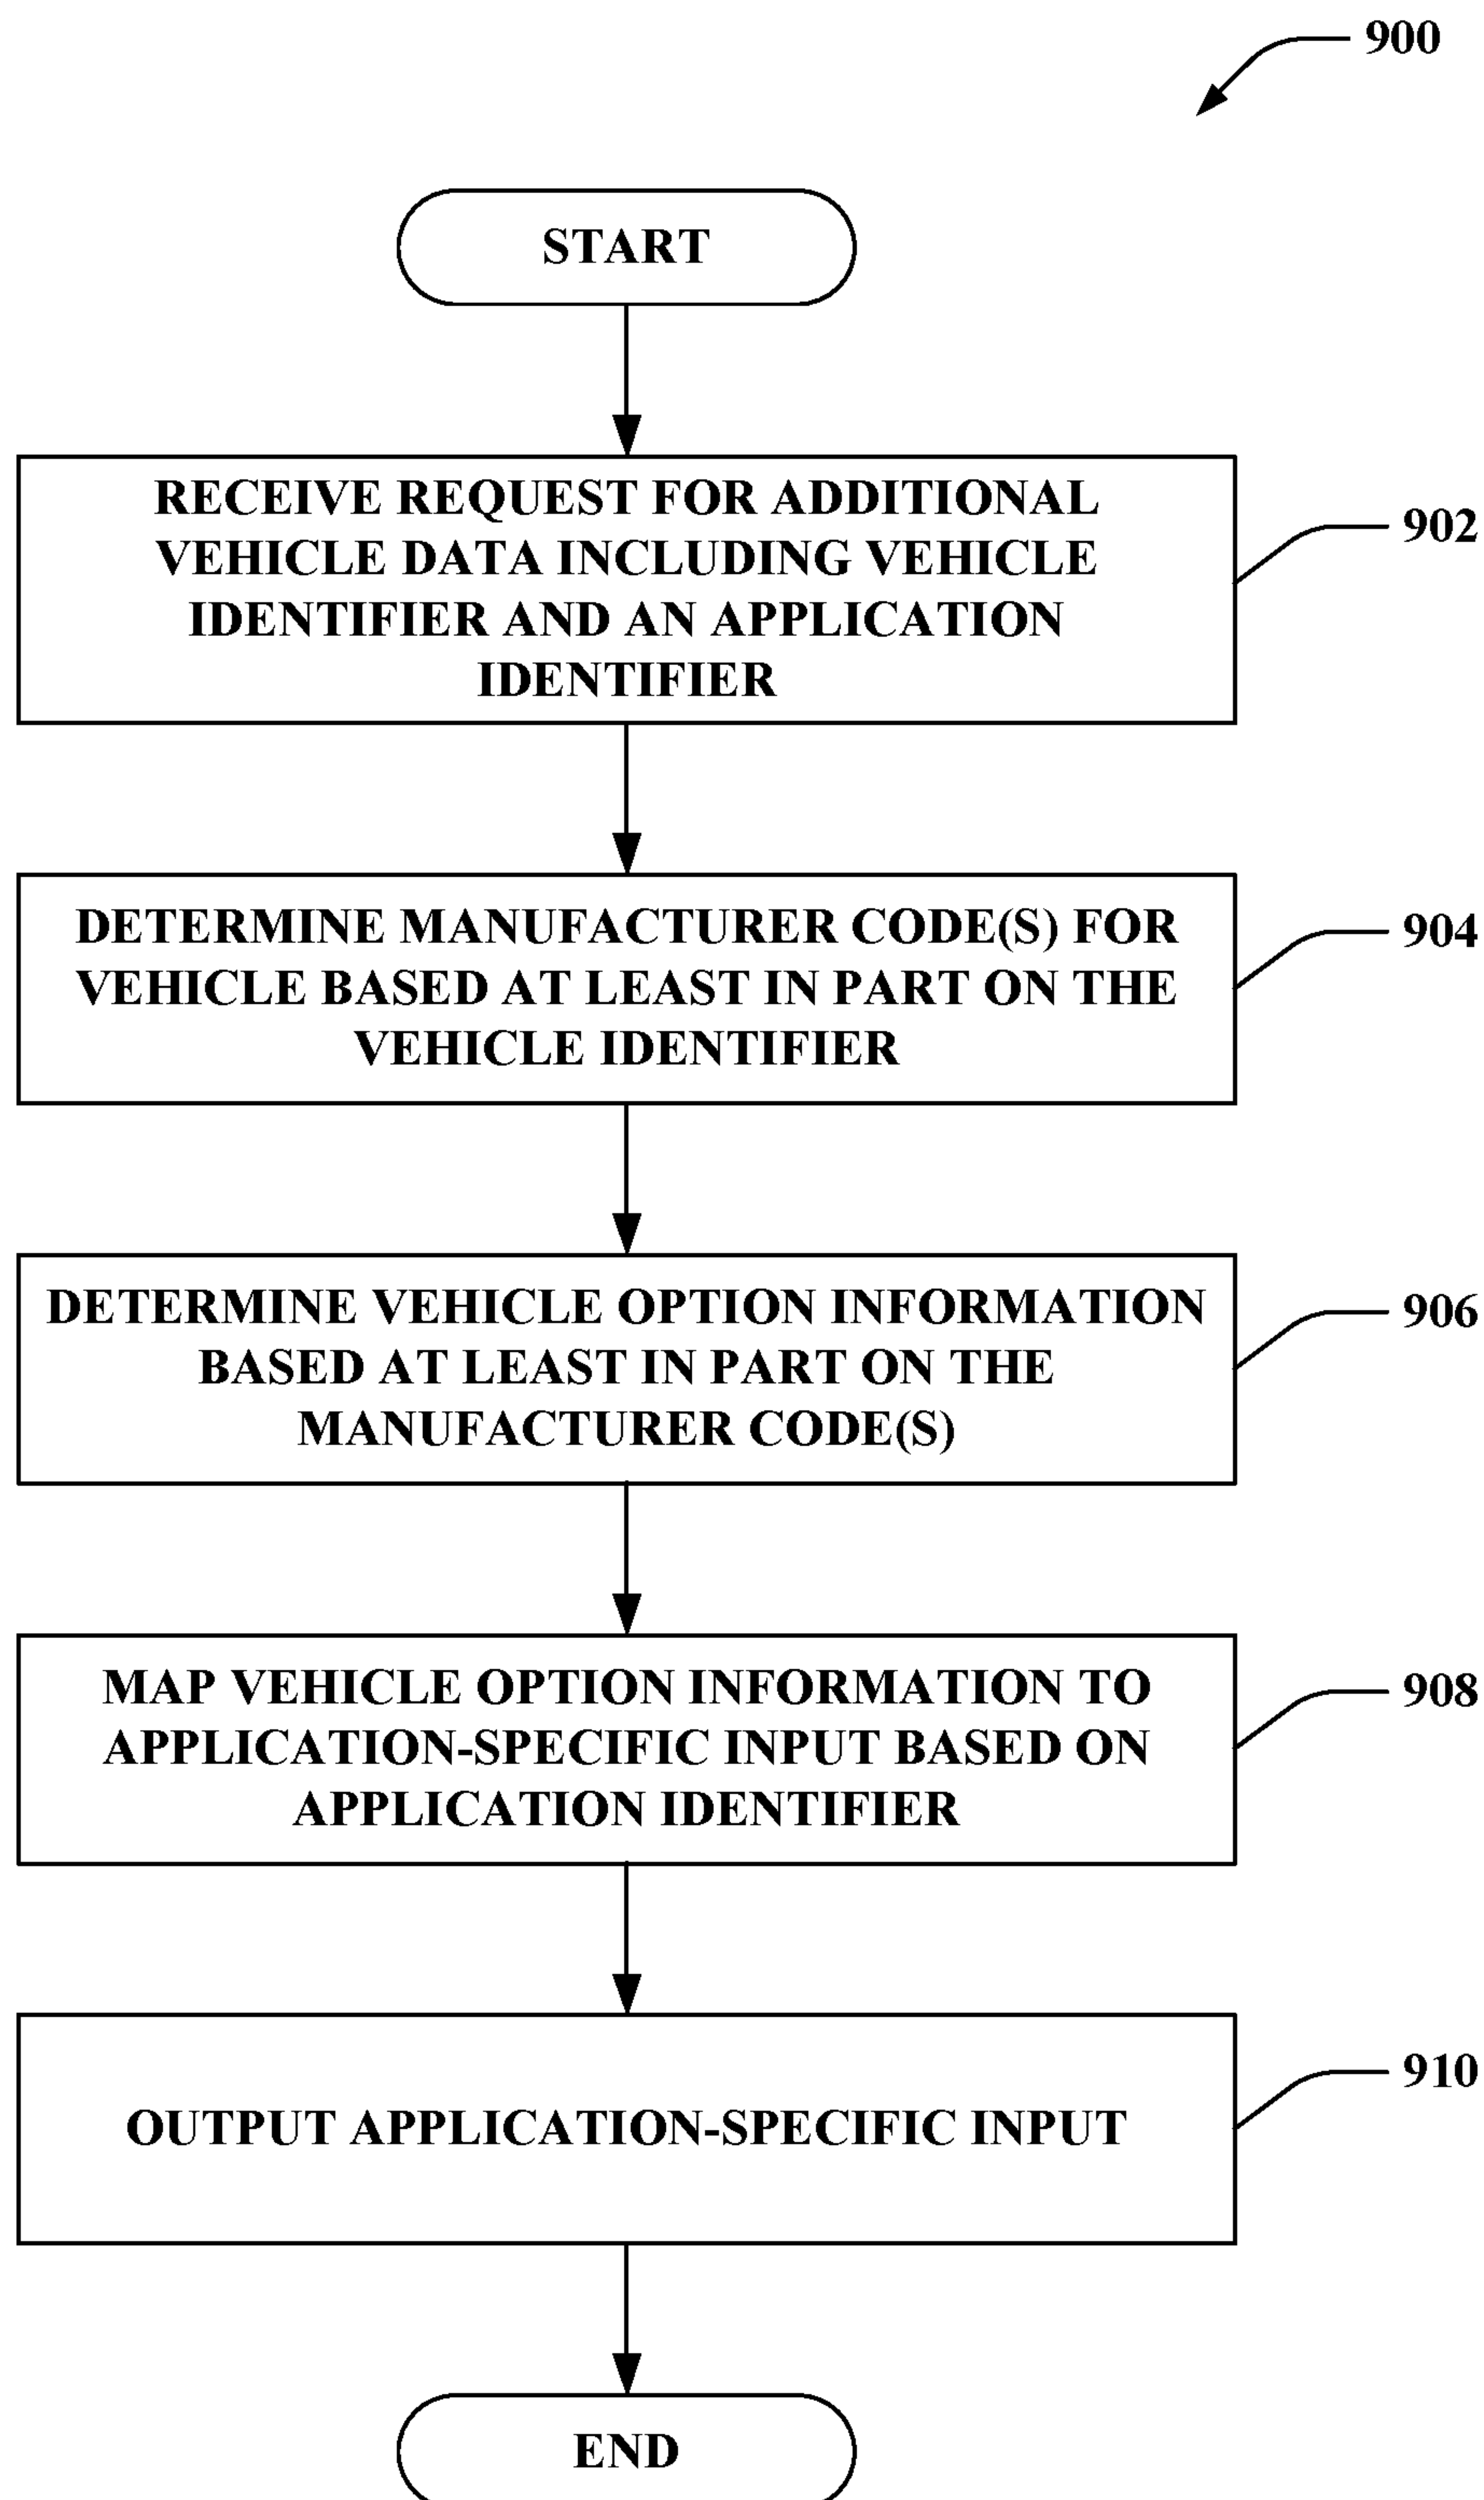 900
START
RECEIVE REQUEST FOR ADDITIONAL
VEHICLE DATA INCLUDING VEHICLE
IDENTIFIER AND AN APPLICATION
IDENTIFIER
902
DETERMINE MANUFACTURER CODE(S) FOR
VEHICLE BASED AT LEAST IN PART ON THE
VEHICLE IDENTIFIER
904
DETERMINE VEHICLE OPTION INFORMATION
BASED AT LEAST IN PART ON THE
MANUFACTURER CODE(S)
906
MAP VEHICLE OPTION INFORMATION TO
APPLICATION-SPECIFIC INPUT BASED ON
APPLICATION IDENTIFIER
908
OUTPUT APPLICATION-SPECIFIC INPUT
910
END